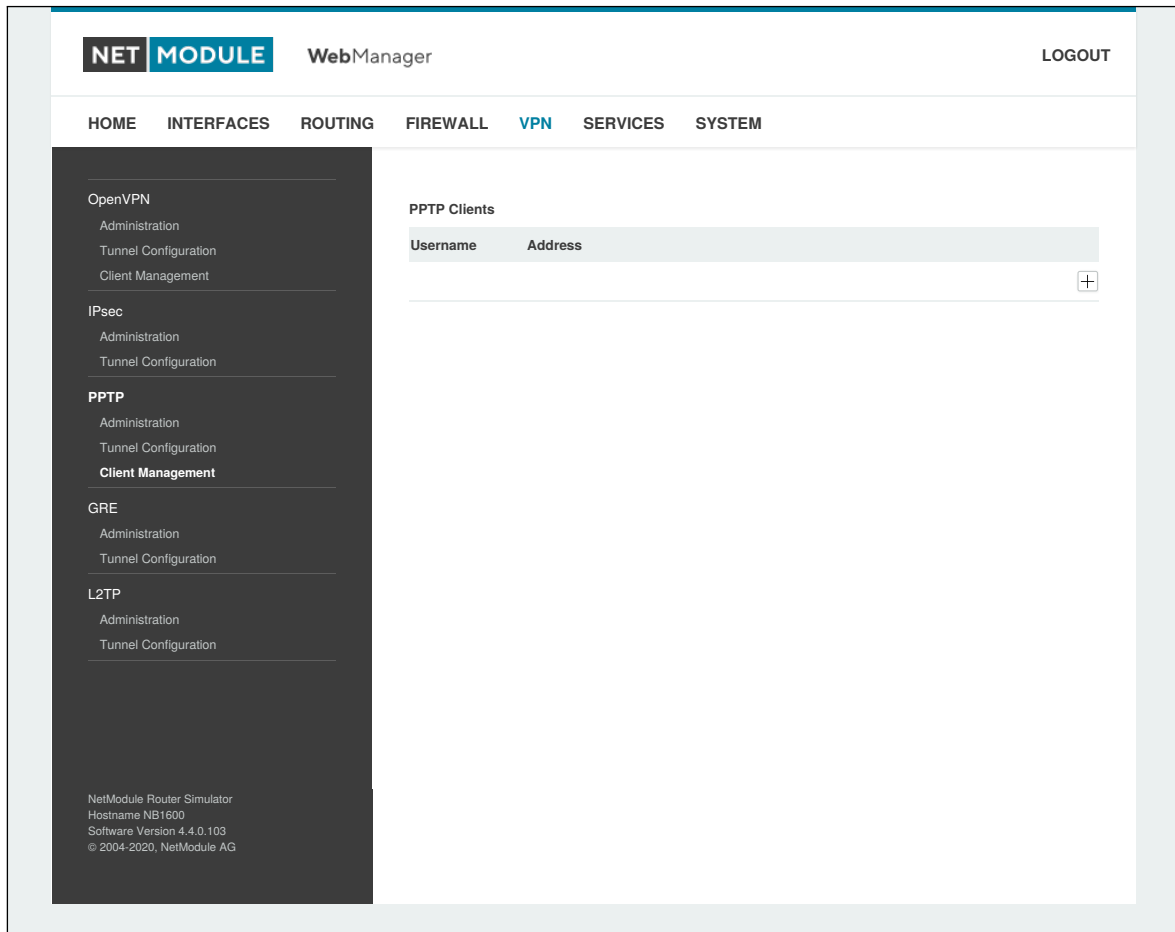 NET MODULE WebManager LOGOUT
HOME INTERFACES ROUTING FIREWALL VPN SERVICES SYSTEM
OpenVPN
Administration
Tunnel Configuration
Client Management
IPsec
Administration
Tunnel Configuration
PPTP
Administration
Tunnel Configuration
Client Management
GRE
Administration
Tunnel Configuration
L2TP
Administration
Tunnel Configuration
NetModule Router Simulator
Hostname NB1600
Software Version 4.4.0.103
© 2004-2020, NetModule AG
PPTP Clients
Username Address